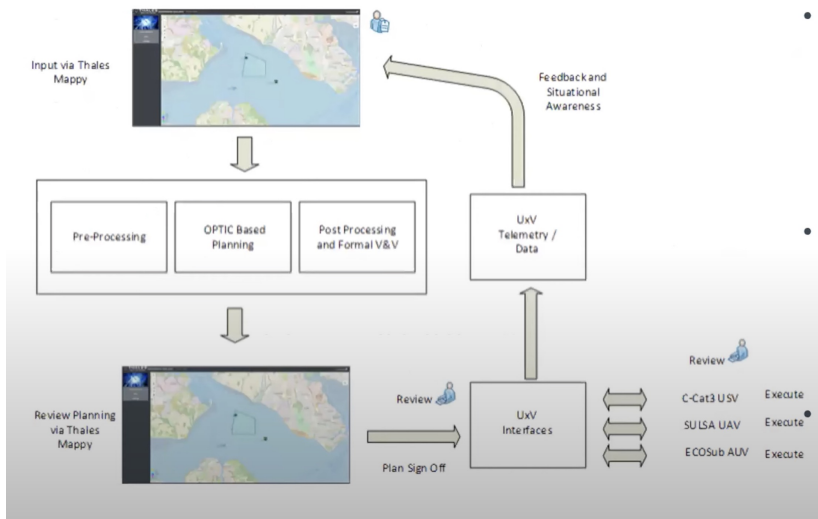 Input via Thales
Mappy
Feedback and
Situational
Awareness
Pre-Processing
OPTIC Based
Planning
Post Processing
and Formal V&V
UxV
Telemetry /
Data
Review Planning
via Thales
Mappy
Review
Plan Sign Off
UxV
Interfaces
Review
C-Cat3 USV Execute
SULSA UAV Execute
ECOSub AUV Execute